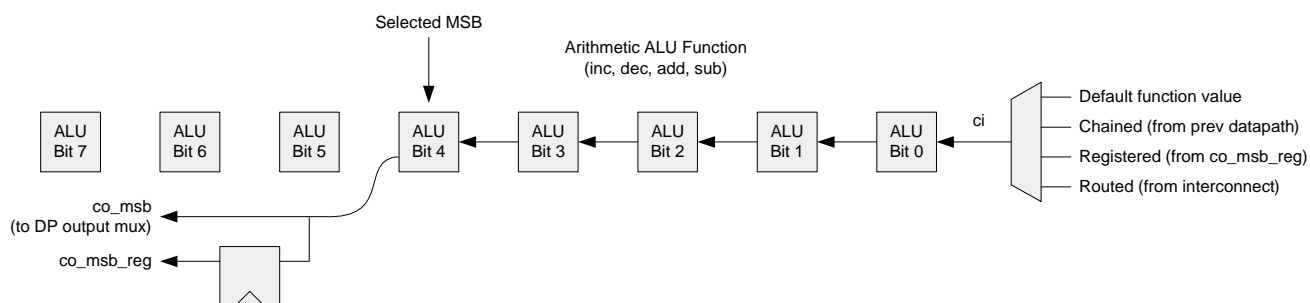 Selected MSB
Arithmetic ALU Function
(inc, dec, add, sub)
ALU
Bit 7
ALU
Bit 6
ALU
Bit 5
ALU
Bit 4
ALU
Bit 3
ALU
Bit 2
ALU
Bit 1
ALU
Bit 0
ci
Default function value
Chained (from prev datapath)
Registered (from co_msb_reg)
Routed (from interconnect)
co_msb
(to DP output mux)
co_msb_reg